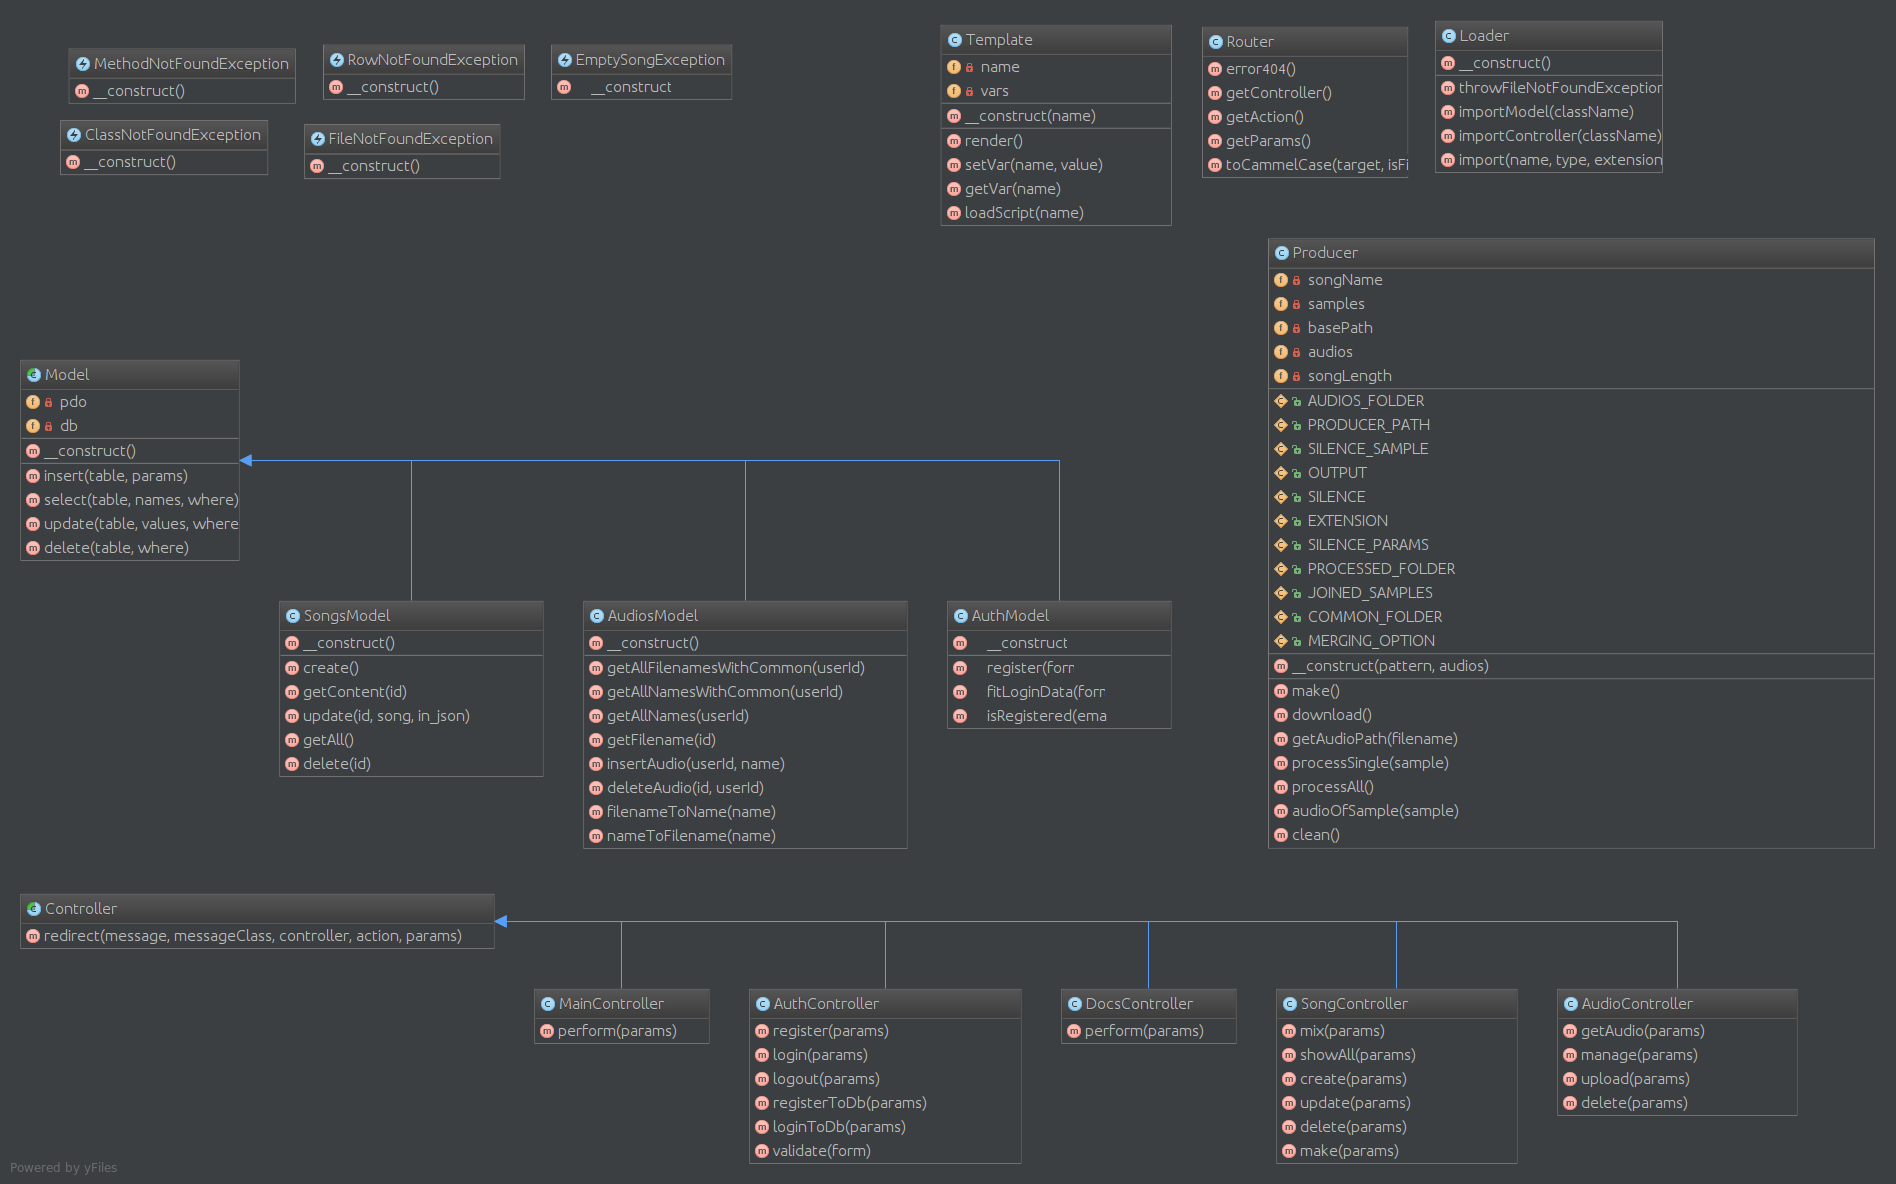 MethodNotFoundException
__construct()
RowNotFoundException
__construct()
EmptySongException
__construct
ClassNotFoundException
__construct()
FileNotFoundException
__construct()
Template
name
vars
__construct(name)
render()
setVar(name, value)
getVar(name)
loadScript(name)
Router
error404()
getController()
getAction()
getParams()
toCammelCase(target, isFi
Loader
__construct()
throwFileNotFoundException
importModel(className)
importController(className)
import(name, type, extension
Producer
songName
samples
basePath
audios
songLength
AUDIOS_FOLDER
PRODUCER_PATH
SILENCE_SAMPLE
OUTPUT
SILENCE
EXTENSION
SILENCE_PARAMS
PROCESSED_FOLDER
JOINED_SAMPLES
COMMON_FOLDER
MERGING_OPTION
__construct(pattern, audios)
make()
download()
getAudioPath(filename)
processSingle(sample)
processAll()
audioOfSample(sample)
clean()
Model
pdo
db
__construct()
insert(table, params)
select(table, names, where)
update(table, values, where
delete(table, where)
SongsModel
__construct()
create()
getContent(id)
update(id, song, in_json)
getAll()
delete(id)
AudiosModel
__construct()
getAllFilenamesWithCommon(userId)
getAllNamesWithCommon(userId)
getAllNames(userId)
getFilename(id)
insertAudio(userId, name)
deleteAudio(id, userId)
filenameToName(name)
nameToFilename(name)
AuthModel
__construct
register(forr
fitLoginData(forr
isRegistered(ema
Controller
redirect(message, messageClass, controller, action, params)
MainController
perform(params)
AuthController
register(params)
login(params)
logout(params)
registerToDb(params)
loginToDb(params)
validate(form)
DocsController
perform(params)
SongController
mix(params)
showAll(params)
create(params)
update(params)
delete(params)
make(params)
AudioController
getAudio(params)
manage(params)
upload(params)
delete(params)
Powered by yFiles